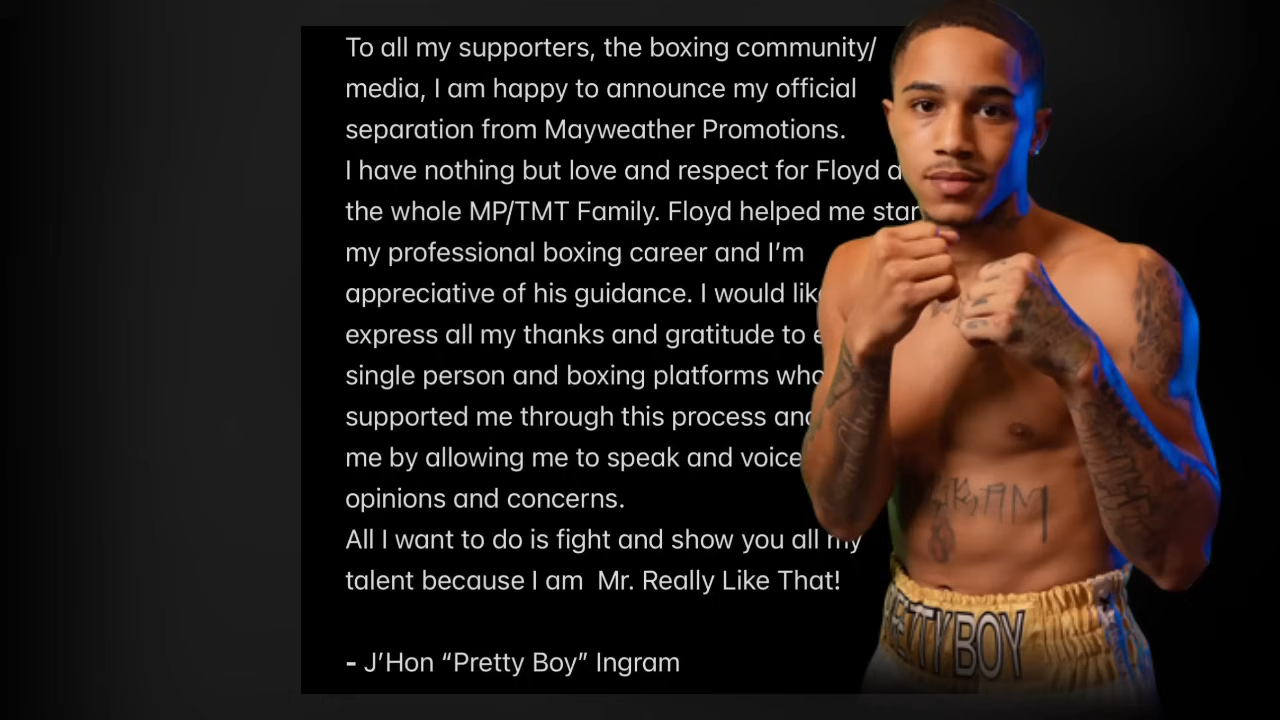 To all my supporters, the boxing community/
media, I am happy to announce my official
separation from Mayweather Promotions.
I have nothing but love and respect for Floyd
the whole MP/TMT Family. Floyd helped me
my professional boxing career and I’m
appreciative of his guidance. I would
express all my thanks and gratitude to
single person and boxing platforms
supported me through this process
me by allowing me to speak and voice
opinions and concerns.
All I want to do is fight and show you all my
talent because I am  Mr. Really Like That!
- J’Hon “Pretty Boy” Ingram
BOY